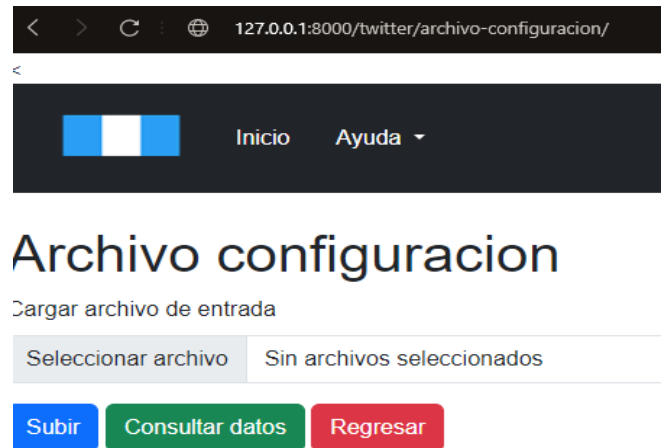 127.0.0.1:8000/twitter/archivo-configuracion/
<
Inicio Ayuda
Archivo configuracion
Cargar archivo de entrada
Seleccionar archivo Sin archivos seleccionados
Subir Consultar datos Regresar